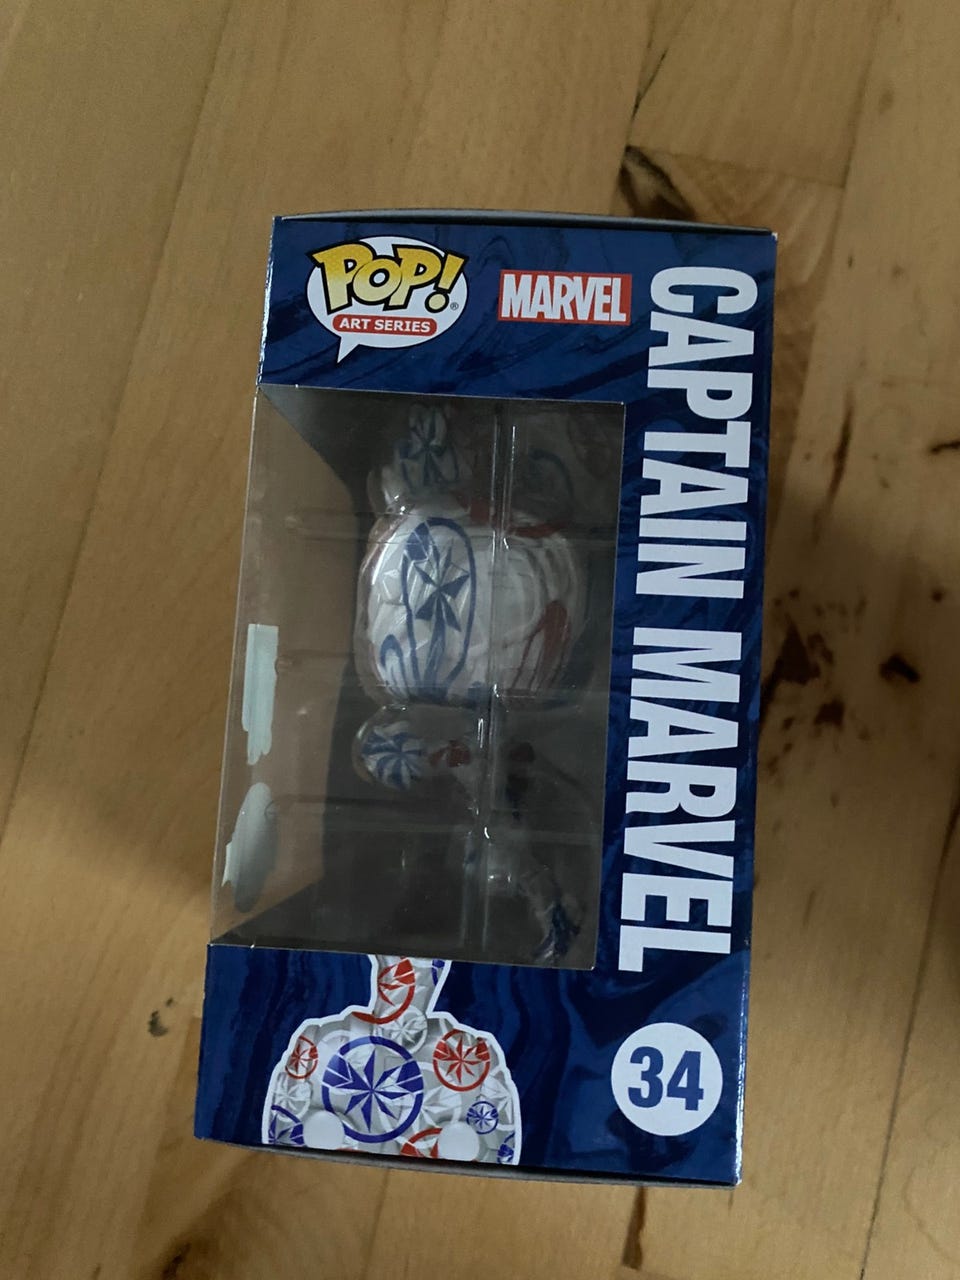 POP!®
ART SERIES
MARVEL
CAPTAIN MARVEL
34